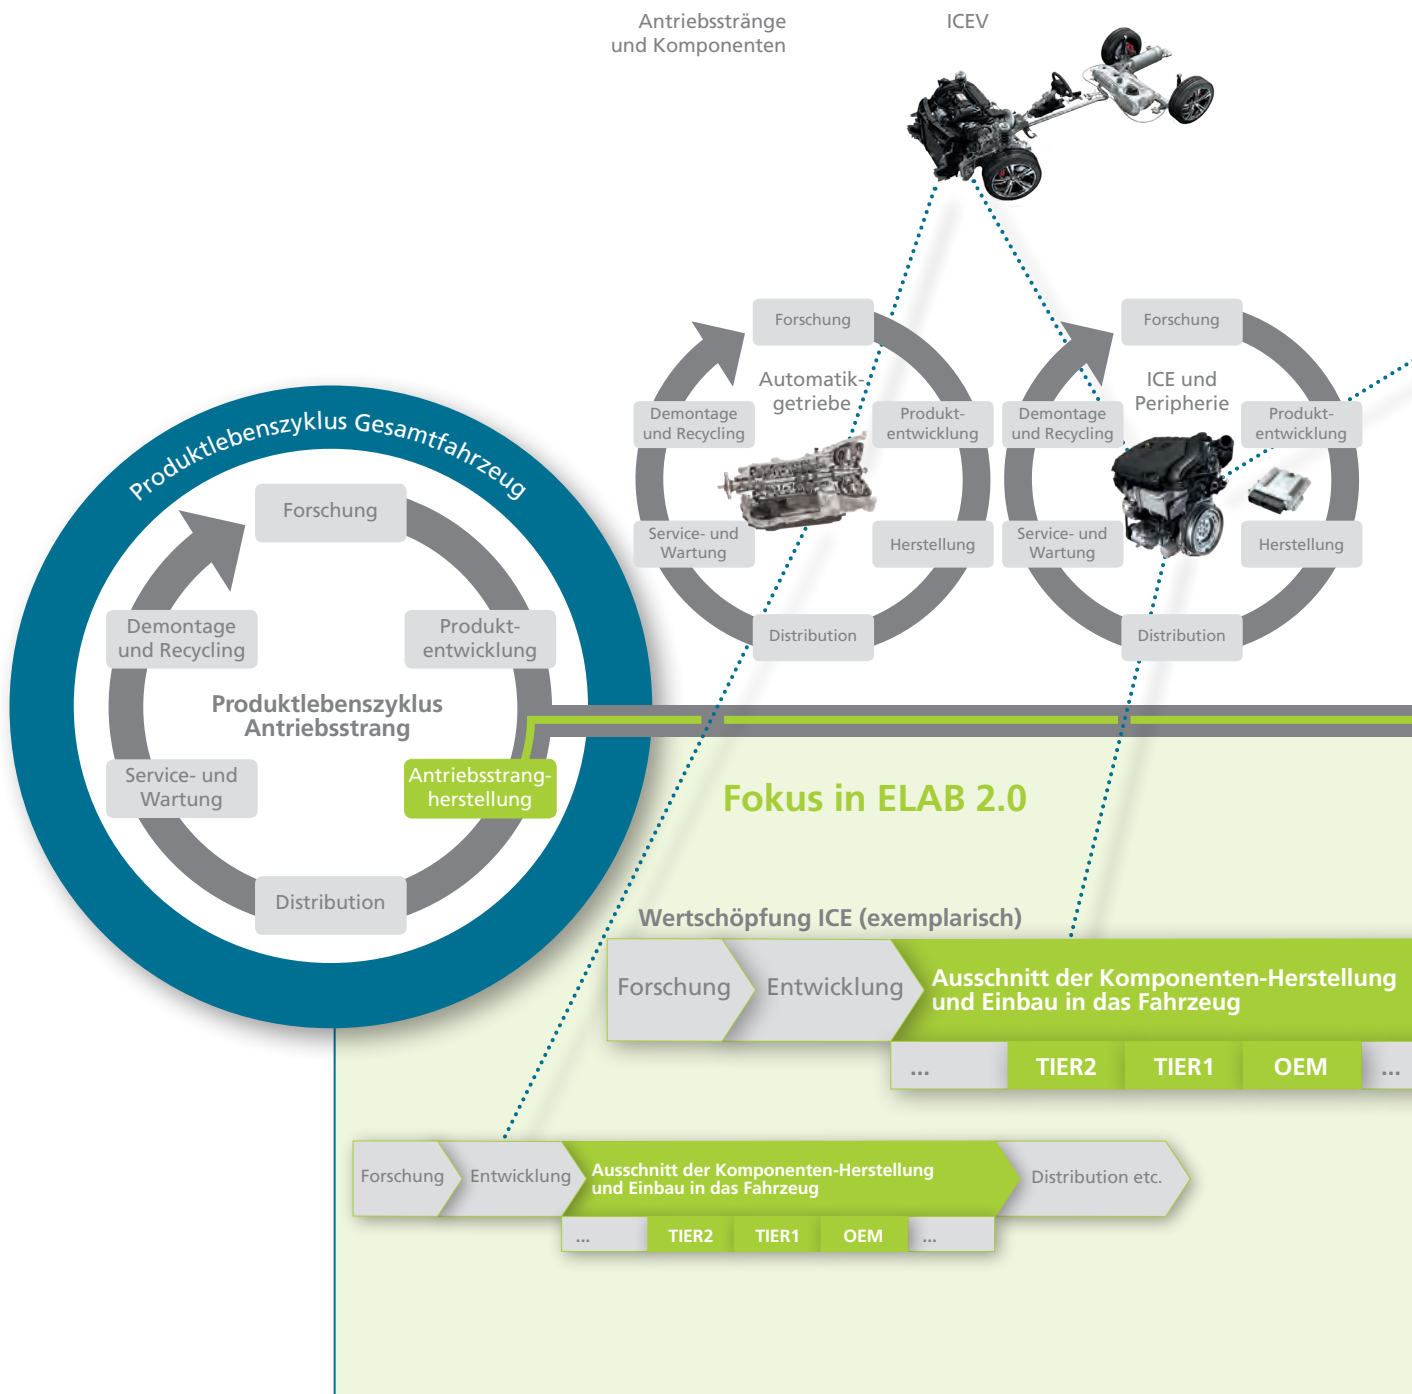 Antriebsstränge
und Komponenten
ICEV
Forschung
Automatik-
getriebe
Demontage
und Recycling
Produkt-
entwicklung
Service- und
Wartung
Herstellung
Distribution
Forschung
ICE und
Peripherie
Demontage
und Recycling
Produkt-
entwicklung
Service- und
Wartung
Herstellung
Distribution
Produktlebenszyklus Gesamtfahrzeug
Forschung
Demontage
und Recycling
Produkt-
entwicklung
Produktlebenszyklus
Antriebsstrang
Service- und
Wartung
Antriebsstrang-
herstellung
Distribution
Fokus in ELAB 2.0
Wertschöpfung ICE (exemplarisch)
Forschung
Entwicklung
Ausschnitt der Komponenten-Herstellung
und Einbau in das Fahrzeug
...
TIER2
TIER1
OEM
...
Forschung
Entwicklung
Ausschnitt der Komponenten-Herstellung
und Einbau in das Fahrzeug
Distribution etc.
...
TIER2
TIER1
OEM
...